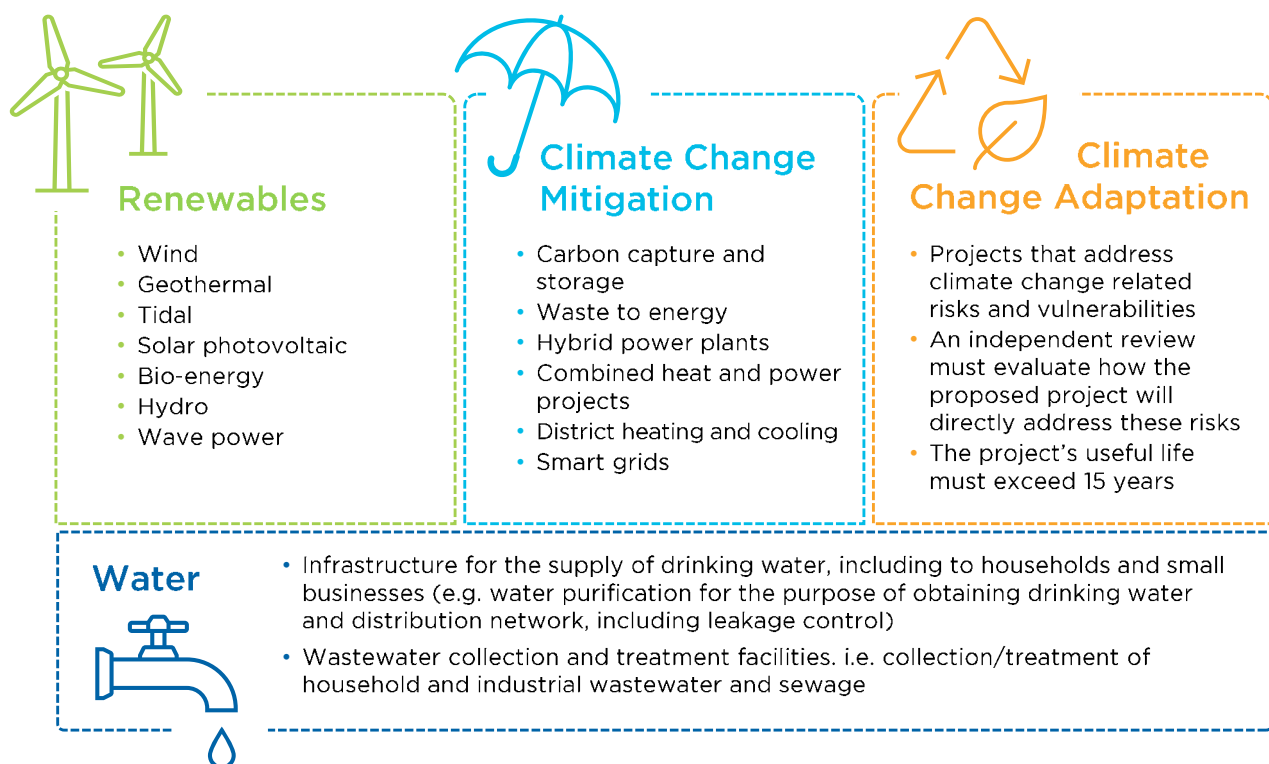 Renewables
• Wind
• Geothermal
• Tidal
• Solar photovoltaic
• Bio-energy
• Hydro
• Wave power
Climate Change
Mitigation
• Carbon capture and
storage
• Waste to energy
• Hybrid power plants
• Combined heat and power
projects
• District heating and cooling
• Smart grids
Climate
Change Adaptation
• Projects that address
climate change related
risks and vulnerabilities
• An independent review
must evaluate how the
proposed project will
directly address these risks
• The project’s useful life
must exceed 15 years
Water
• Infrastructure for the supply of drinking water, including to households and small
businesses (e.g. water purification for the purpose of obtaining drinking water
and distribution network, including leakage control)
• Wastewater collection and treatment facilities. i.e. collection/treatment of
household and industrial wastewater and sewage